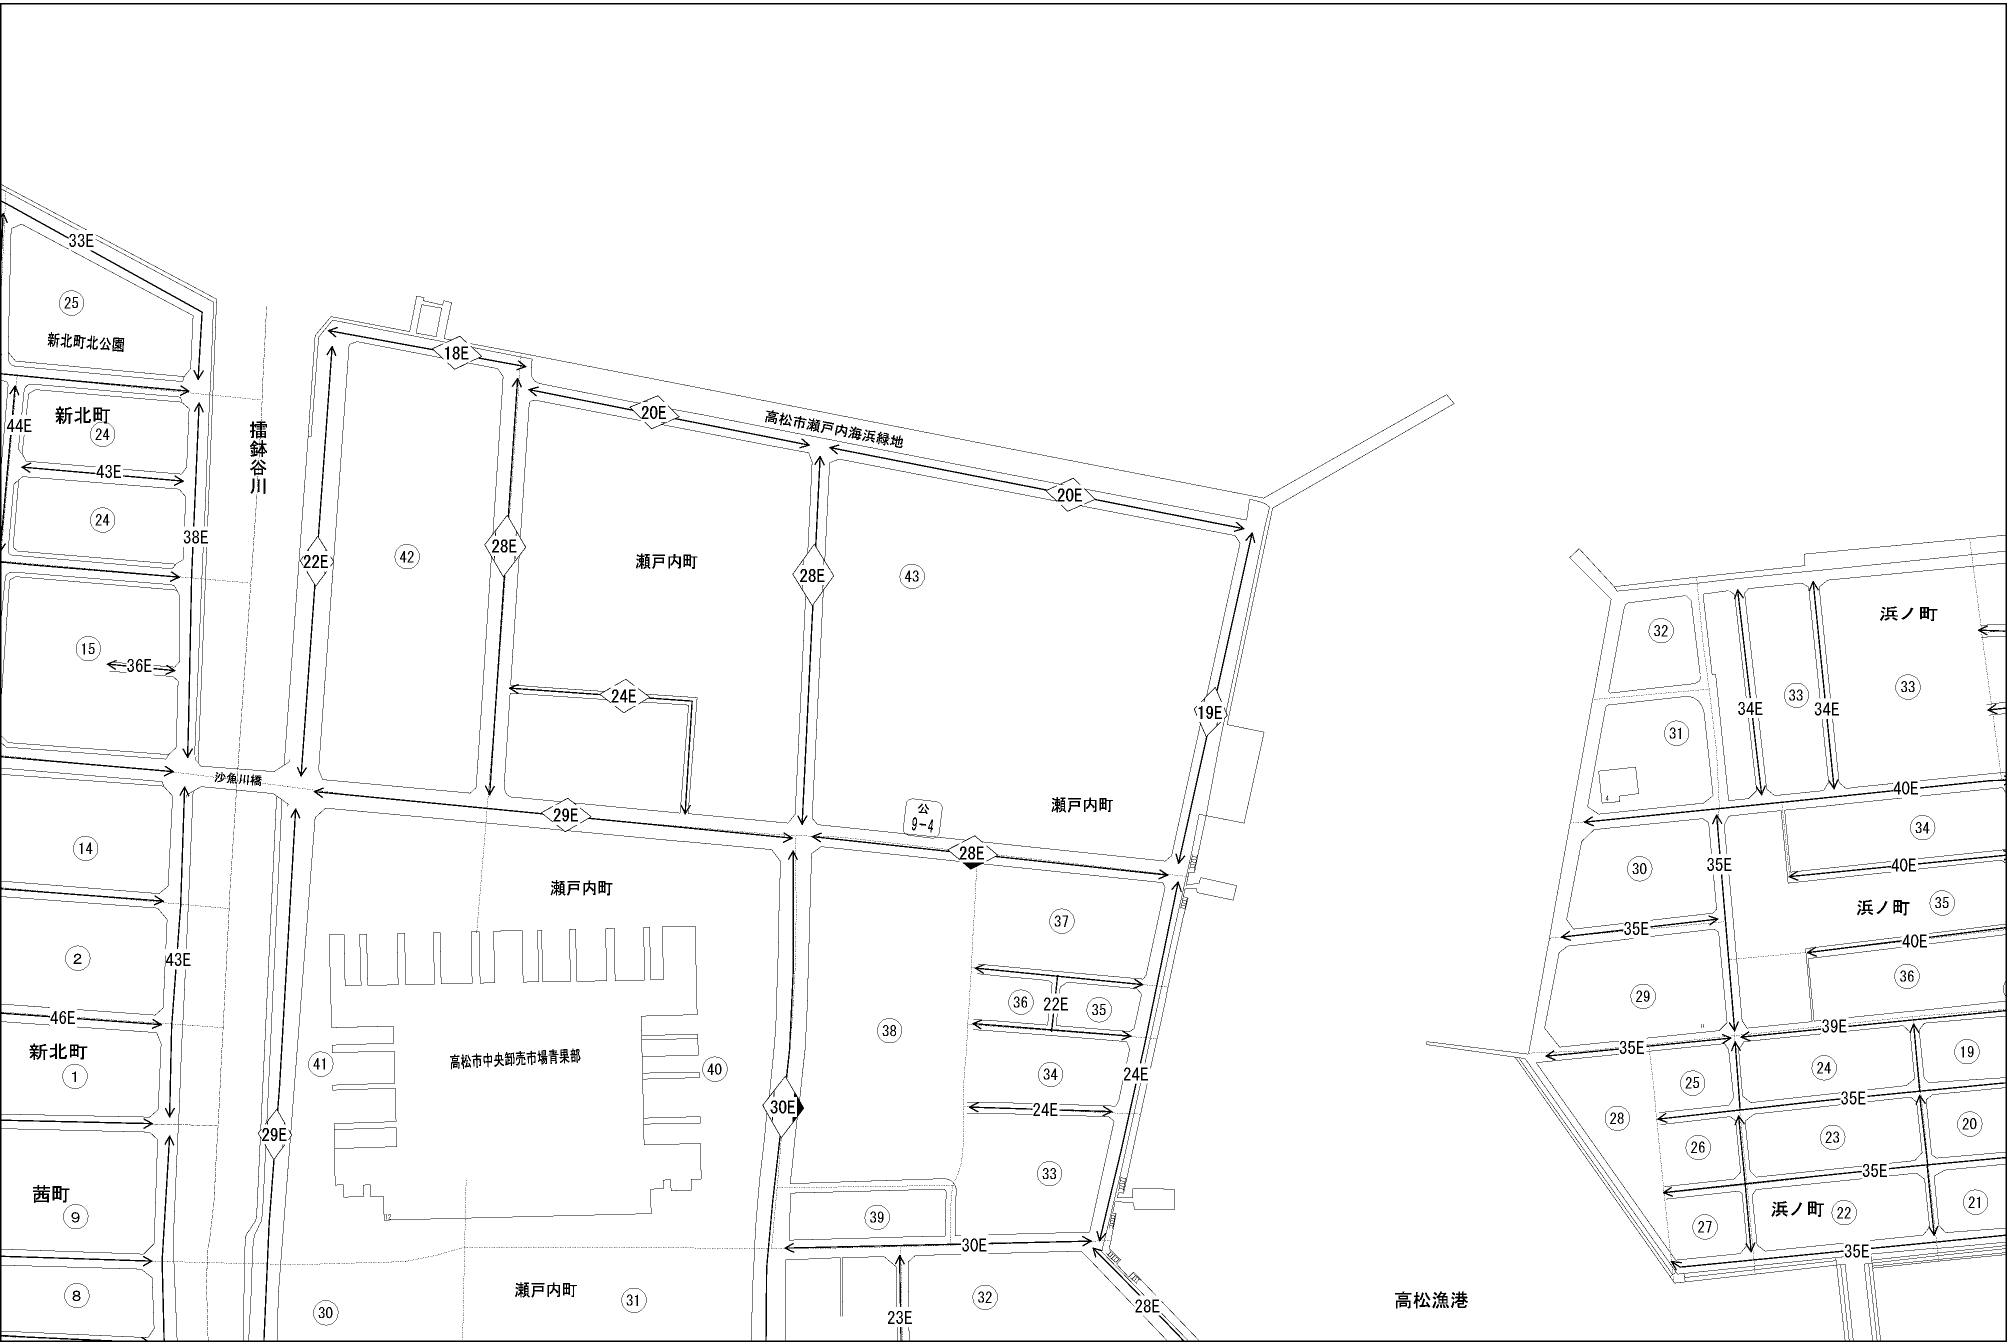 33E
25
新北町北公園
18E
新北町
24
44E
20E
高松市瀬戸内海浜緑地
擂鉢谷川
43E
20E
24
38E
22E
42
28E
瀬戸内町
28E
43
浜ノ町
32
15
36E
24E
19E
33
33
34E
34E
31
沙魚川橋
40E
4
29E
公
9-4
瀬戸内町
34
14
28E
30
35E
40E
瀬戸内町
37
浜ノ町
35
35E
40E
2
43E
36
29
36
22E
35
46E
38
39E
新北町
41
高松市中央卸売市場青果部
40
35E
19
1
34
24E
25
24
30E
24E
35E
28
29E
20
23
26
33
35E
茜町
9
12
39
浜ノ町
22
21
27
30E
35E
8
瀬戸内町
31
32
28E
高松漁港
30
23E